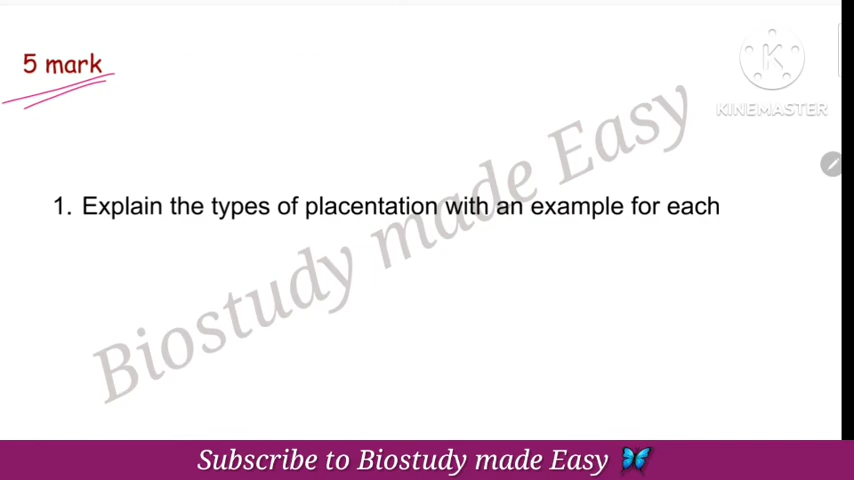 5 mark
KINEMASTER
1. Explain the types of placentation with an example for each
Biostudy made Easy
Subscribe to Biostudy made Easy 🦋